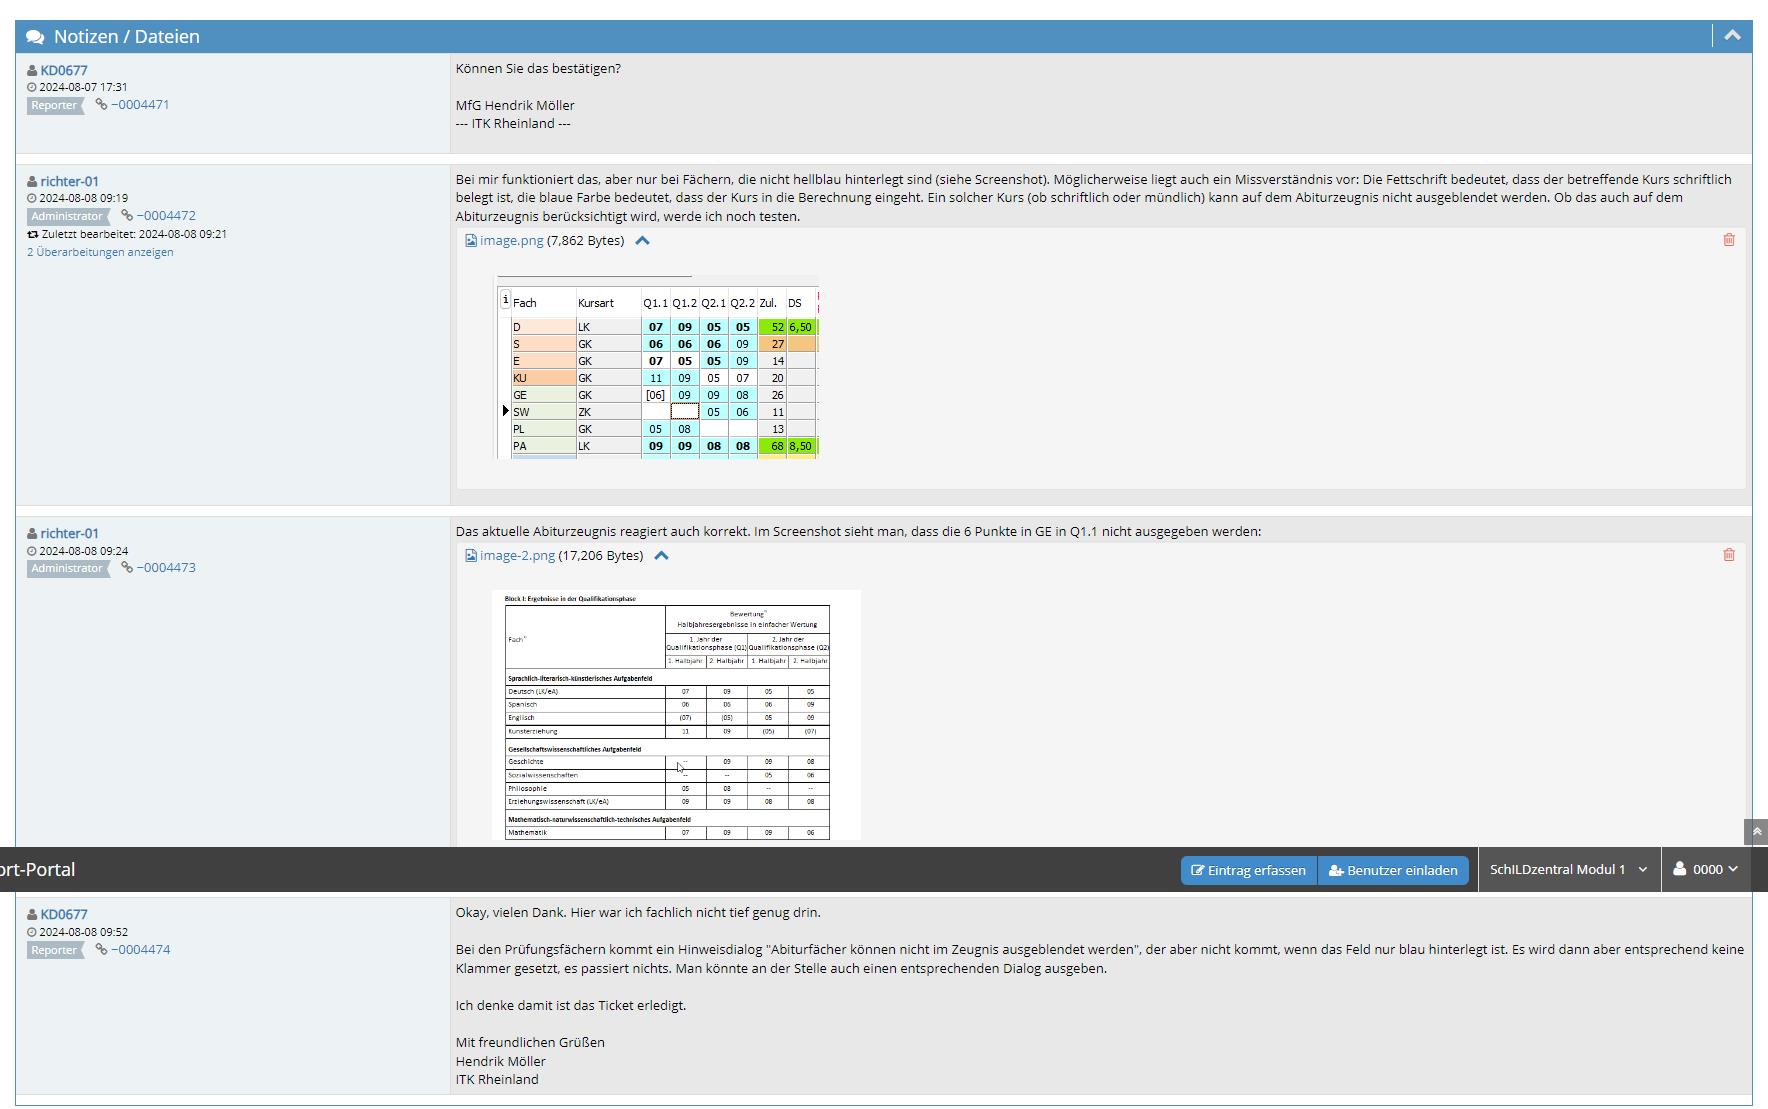 Notizen / Dateien
KD0677
2024-08-07 17:31
Reporter ~0004471
Können Sie das bestätigen?
MfG Hendrik Möller
--- ITK Rheinland ---
richter-01
2024-08-08 09:19
Administrator ~0004472
Zuletzt bearbeitet: 2024-08-08 09:21
2 Überarbeitungen anzeigen
Bei mir funktioniert das, aber nur bei Fächern, die nicht hellblau hinterlegt sind (siehe Screenshot). Möglicherweise liegt auch ein Missverständnis vor: Die Fettschrift bedeutet, dass der betreffende Kurs schriftlich
belegt ist, die blaue Farbe bedeutet, dass der Kurs in die Berechnung eingeht. Ein solcher Kurs (ob schriftlich oder mündlich) kann auf dem Abiturzeugnis nicht ausgeblendet werden. Ob das auch auf dem
Abiturzeugnis berücksichtigt wird, werde ich noch testen.
image.png (7,862 Bytes)
i Fach Kursart Q1.1 Q1.2 Q2.1 Q2.2 Zul. DS
D LK 07 09 05 05 52 6,50
S GK 06 06 06 09 27
E GK 07 05 05 09 14
KU GK 11 09 05 07 20
GE GK [06] 09 09 08 26
SW ZK 05 06 11
PL GK 05 08 13
PA LK 09 09 08 08 68 8,50
richter-01
2024-08-08 09:24
Administrator ~0004473
Das aktuelle Abiturzeugnis reagiert auch korrekt. Im Screenshot sieht man, dass die 6 Punkte in GE in Q1.1 nicht ausgegeben werden:
image-2.png (17,206 Bytes)
Block I: Ergebnisse in der Qualifikationsphase
Bewertung
Halbjahresergebnisse in einfacher Wertung
Fach
1. Jahr der 2. Jahr der
Qualifikationsphase (Q1) Qualifikationsphase (Q2)
1. Halbjahr 2. Halbjahr 1. Halbjahr 2. Halbjahr
Sprachlich-literarisch-künstlerisches Aufgabenfeld
Deutsch (LK/eA) 07 09 05 05
Spanisch 06 06 06 09
Englisch (07) (05) 05 09
Kunsterziehung 11 09 (05) (07)
Gesellschaftswissenschaftliches Aufgabenfeld
Geschichte -- 09 09 08
Sozialwissenschaften -- -- 05 06
Philosophie 05 08 -- --
Erziehungswissenschaft (LK/eA) 09 09 08 08
Mathematisch-naturwissenschaftlich-technisches Aufgabenfeld
Mathematik 07 09 09 06
ort-Portal
Eintrag erfassen Benutzer einladen SchILDzentral Modul 1 0000
KD0677
2024-08-08 09:52
Reporter ~0004474
Okay, vielen Dank. Hier war ich fachlich nicht tief genug drin.
Bei den Prüfungsfächern kommt ein Hinweisdialog "Abiturfächer können nicht im Zeugnis ausgeblendet werden", der aber nicht kommt, wenn das Feld nur blau hinterlegt ist. Es wird dann aber entsprechend keine
Klammer gesetzt, es passiert nichts. Man könnte an der Stelle auch einen entsprechenden Dialog ausgeben.
Ich denke damit ist das Ticket erledigt.
Mit freundlichen Grüßen
Hendrik Möller
ITK Rheinland